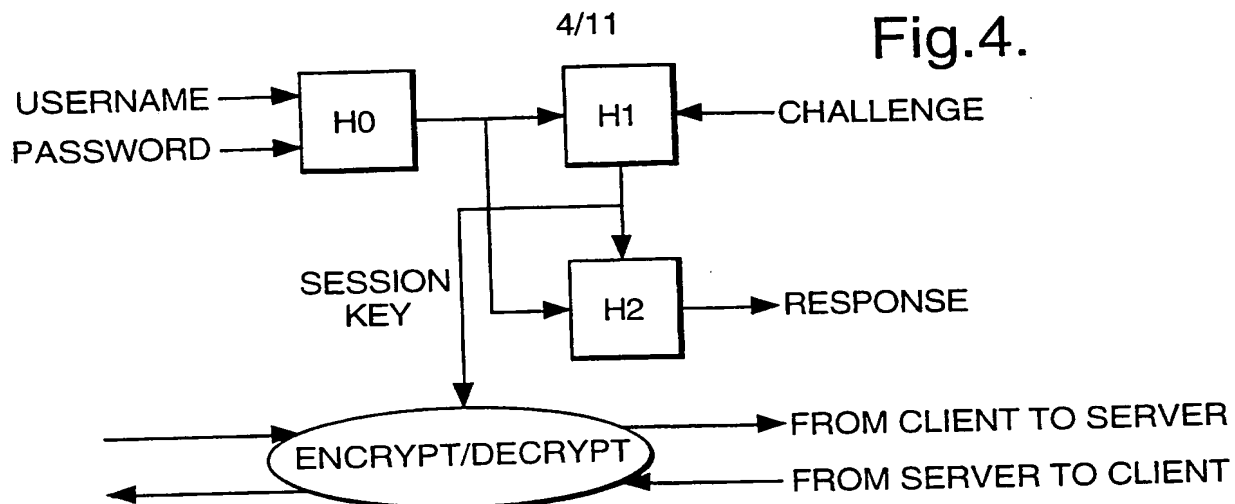 4/11
Fig.4.
USERNAME
PASSWORD
H0
H1
CHALLENGE
SESSION
KEY
H2
RESPONSE
ENCRYPT/DECRYPT
FROM CLIENT TO SERVER
FROM SERVER TO CLIENT